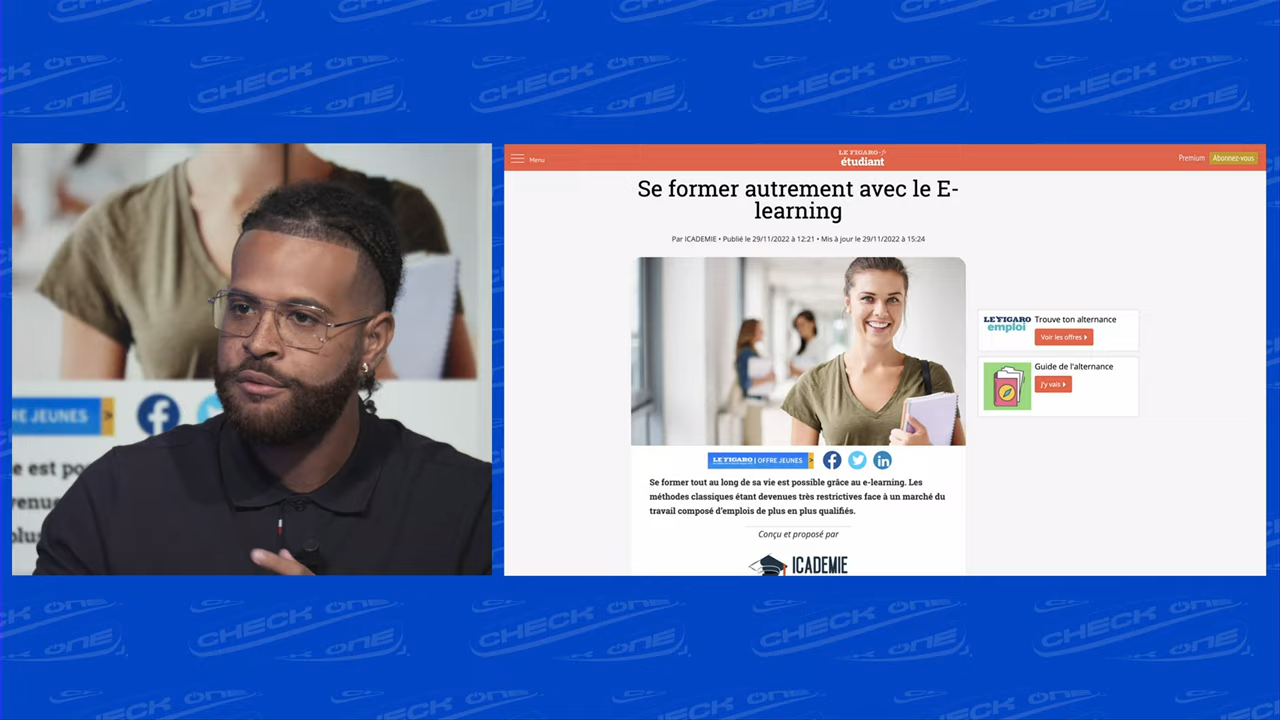 CHECK ONE
RE JEUNES
e est po
venue
plus
Menu
LE FIGARO·fr
étudiant
Premium
Abonnez-vous
Se former autrement avec le E-
learning
Par ICADEMIE • Publié le 29/11/2022 à 12:21 • Mis à jour le 29/11/2022 à 15:24
LE FIGARO
emploi
Trouve ton alternance
Voir les offres
Guide de l'alternance
J'y vais
LE FIGARO | OFFRE JEUNES >
Se former tout au long de sa vie est possible grâce au e-learning. Les
méthodes classiques étant devenues très restrictives face à un marché du
travail composé d'emplois de plus en plus qualifiés.
Conçu et proposé par
ICADEMIE